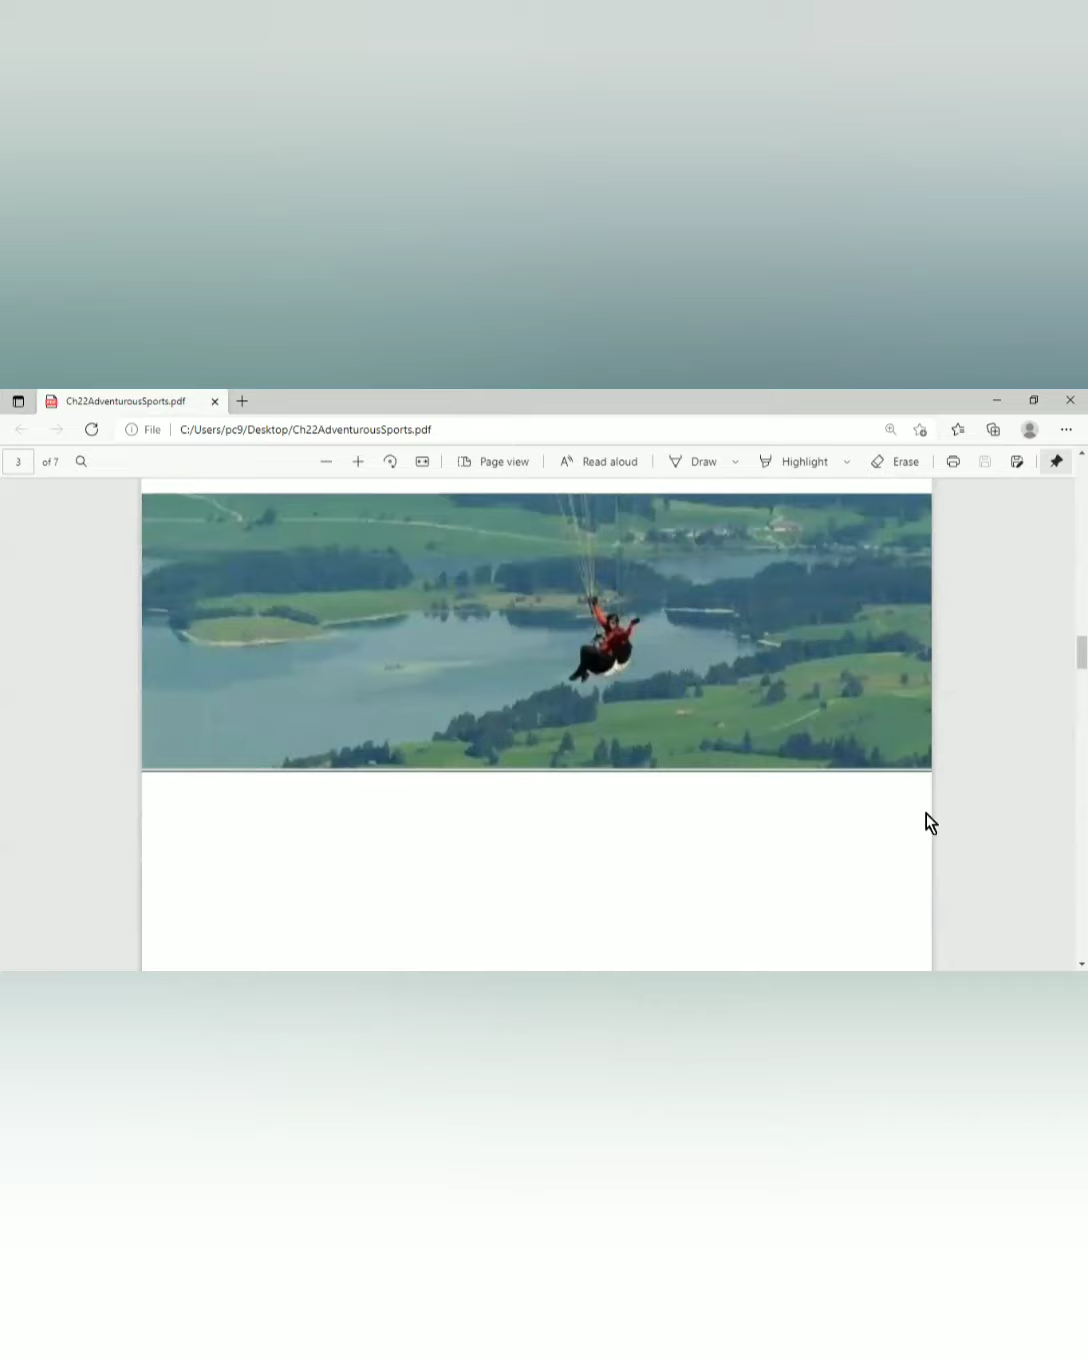 Ch22AdventurousSports.pdf
File C:/Users/pc9/Desktop/Ch22AdventurousSports.pdf
3 of 7 Page view Read aloud Draw Highlight Erase